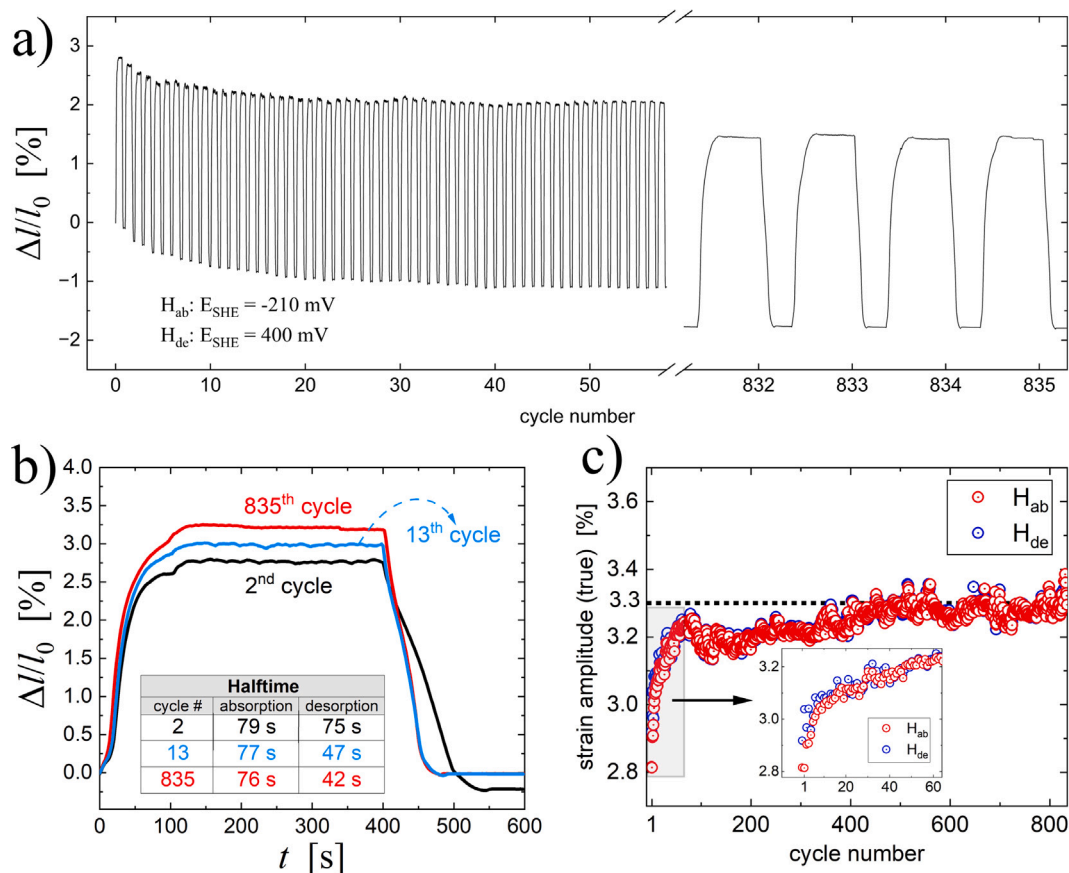 a)
Δl/l0 [%]
3
2
1
0
-1
-2
Hab: ESHE = -210 mV
Hde: ESHE = 400 mV
0 10 20 30 40 50 832 833 834 835
cycle number
b)
Δl/l0 [%]
4.0
3.5
3.0
2.5
2.0
1.5
1.0
0.5
0.0
835th cycle
13th cycle
2nd cycle
Halftime
cycle # absorption desorption
2 79 s 75 s
13 77 s 47 s
835 76 s 42 s
0 100 200 300 400 500 600
t [s]
c)
strain amplitude (true) [%]
3.6
3.4
3.3
3.2
3.0
2.8
Hab
Hde
3.2
3.0
2.8
Hab
Hde
1 20 40 60
1 200 400 600 800
cycle number